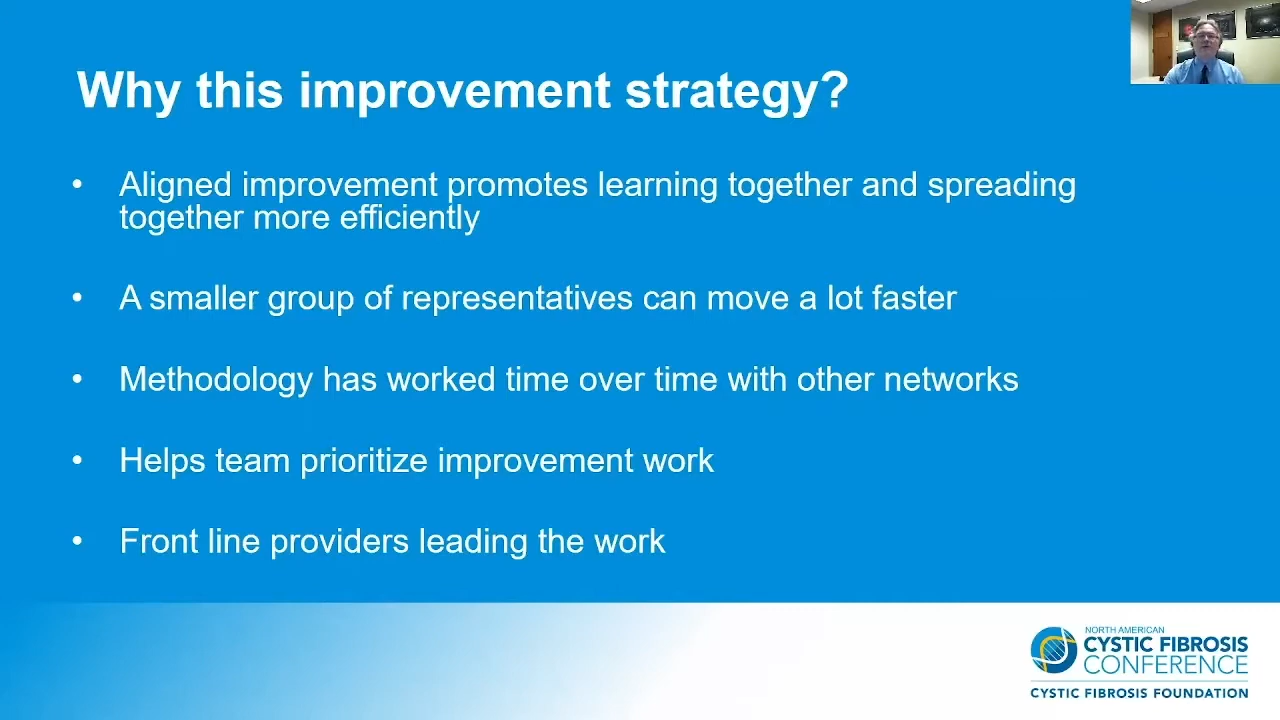 Why this improvement strategy?
• Aligned improvement promotes learning together and spreading
together more efficiently
• A smaller group of representatives can move a lot faster
• Methodology has worked time over time with other networks
• Helps team prioritize improvement work
• Front line providers leading the work
NORTH AMERICAN
CYSTIC FIBROSIS
CONFERENCE
CYSTIC FIBROSIS FOUNDATION